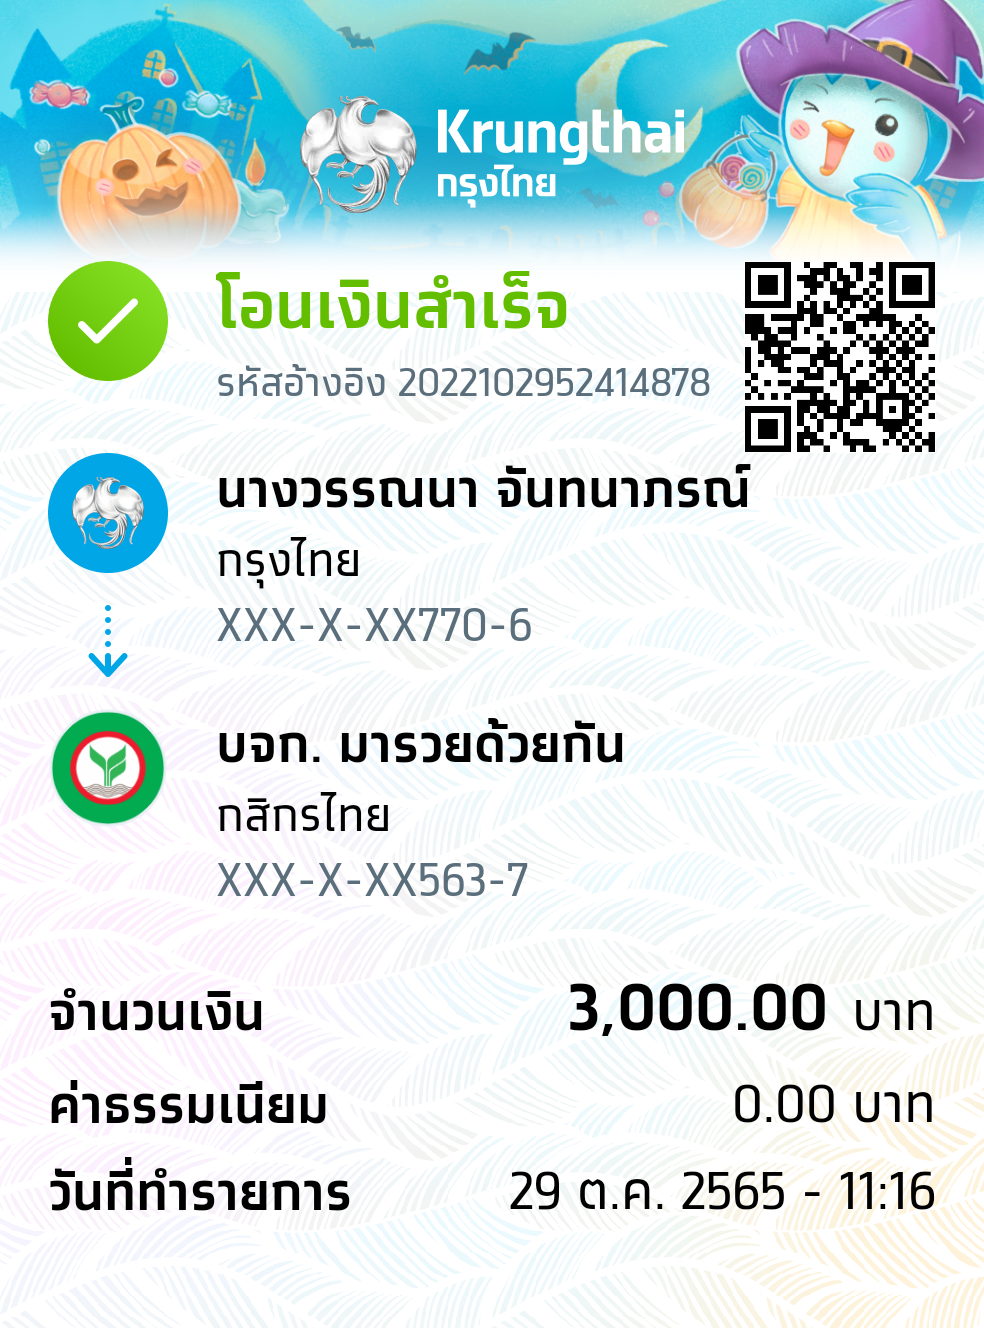 Krungthai
กรุงไทย
โอนเงินสำเร็จ
รหัสอ้างอิง 2022102952414878
นางวรรณนา จันทนาภรณ์
กรุงไทย
XXX-X-XX770-6
บจก. มารวยด้วยกัน
กสิกรไทย
XXX-X-XX563-7
จำนวนเงิน 3,000.00 บาท
ค่าธรรมเนียม 0.00 บาท
วันที่ทำรายการ 29 ต.ค. 2565 - 11:16